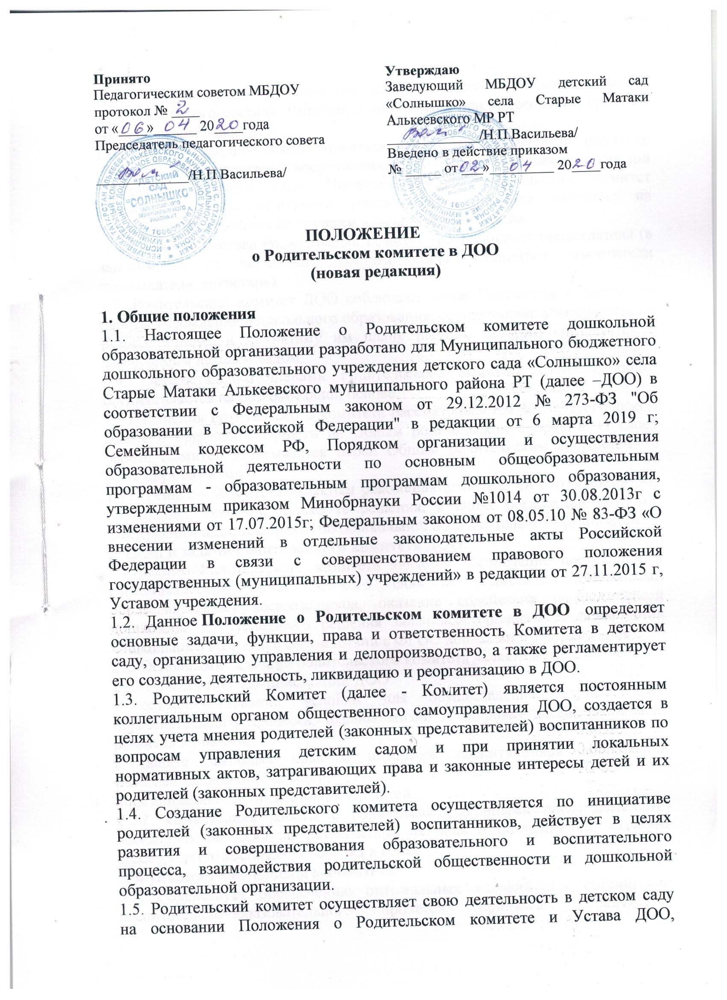 Принято
Педагогическим советом МБДОУ
протокол № 2
от «06» 04 2020 года
Председатель педагогического совета
/Н.П.Васильева/
"ДЕТСКИЙ
САД
"СОЛНЫШКО"
АЛЬКЕЕВСКОГО
МУНИЦИПАЛЬНОГО
РАЙОНА РТ
ИНН 1606001967
Утверждаю
Заведующий МБДОУ детский сад
«Солнышко» села Старые Матаки
Алькеевского МР РТ
/Н.П.Васильева/
Введено в действие приказом
№ ____ от 02» 04 2020 года
ПОЛОЖЕНИЕ
о Родительском комитете в ДОО
(новая редакция)
1. Общие положения
1.1. Настоящее Положение о Родительском комитете дошкольной
образовательной организации разработано для Муниципального бюджетного
дошкольного образовательного учреждения детского сада «Солнышко» села
Старые Матаки Алькеевского муниципального района РТ (далее –ДОО) в
соответствии с Федеральным законом от 29.12.2012 № 273-ФЗ "Об
образовании в Российской Федерации" в редакции от 6 марта 2019 г;
Семейным кодексом РФ, Порядком организации и осуществления
образовательной деятельности по основным общеобразовательным
программам - образовательным программам дошкольного образования,
утвержденным приказом Минобрнауки России №1014 от 30.08.2013г с
изменениями от 17.07.2015г; Федеральным законом от 08.05.10 № 83-ФЗ «О
внесении изменений в отдельные законодательные акты Российской
Федерации в связи с совершенствованием правового положения
государственных (муниципальных) учреждений» в редакции от 27.11.2015 г,
Уставом учреждения.
1.2. Данное Положение о Родительском комитете в ДОО определяет
основные задачи, функции, права и ответственность Комитета в детском
саду, организацию управления и делопроизводство, а также регламентирует
его создание, деятельность, ликвидацию и реорганизацию в ДОО.
1.3. Родительский Комитет (далее - Комитет) является постоянным
коллегиальным органом общественного самоуправления ДОО, создается в
целях учета мнения родителей (законных представителей) воспитанников по
вопросам управления детским садом и при принятии локальных
нормативных актов, затрагивающих права и законные интересы детей и их
родителей (законных представителей).
1.4. Создание Родительского комитета осуществляется по инициативе
родителей (законных представителей) воспитанников, действует в целях
развития и совершенствования образовательного и воспитательного
процесса, взаимодействия родительской общественности и дошкольной
образовательной организации.
1.5. Родительский комитет осуществляет свою деятельность в детском саду
на основании Положения о Родительском комитете и Устава ДОО,